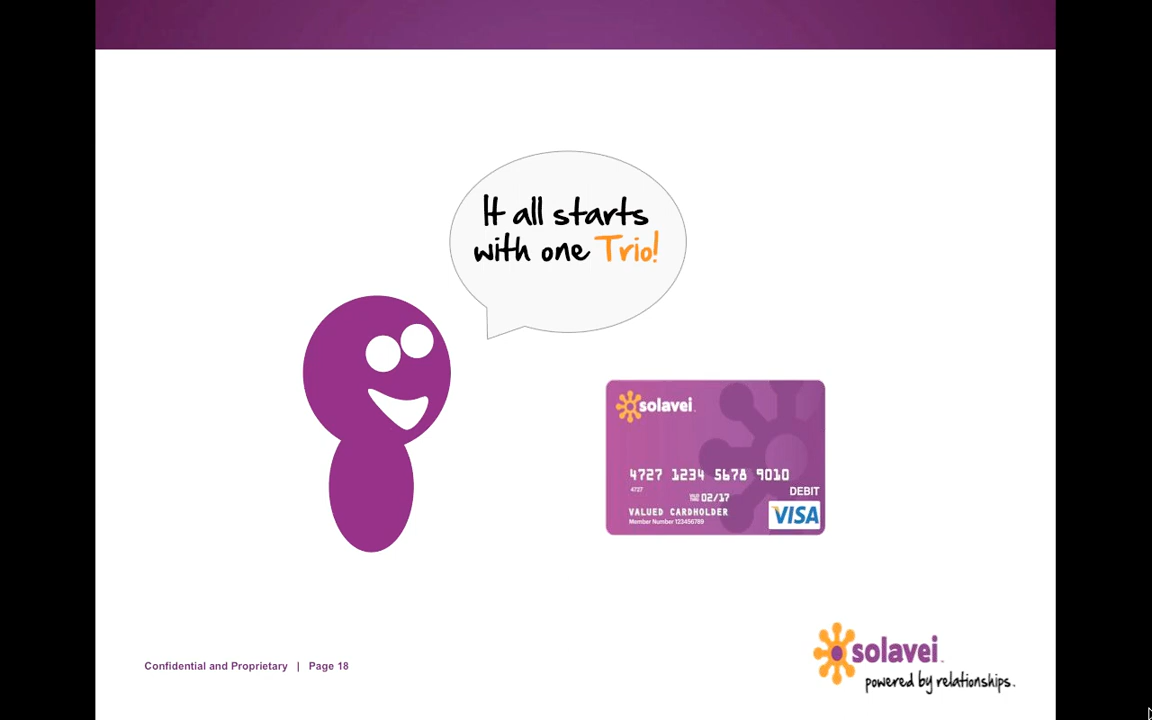 It all starts
with one Trio!
solavei
4727 1234 5678 9010
4727
02/17
DEBIT
VALUED CARDHOLDER
Member Number 123456789
VISA
Confidential and Proprietary | Page 18
solavei
powered by relationships.